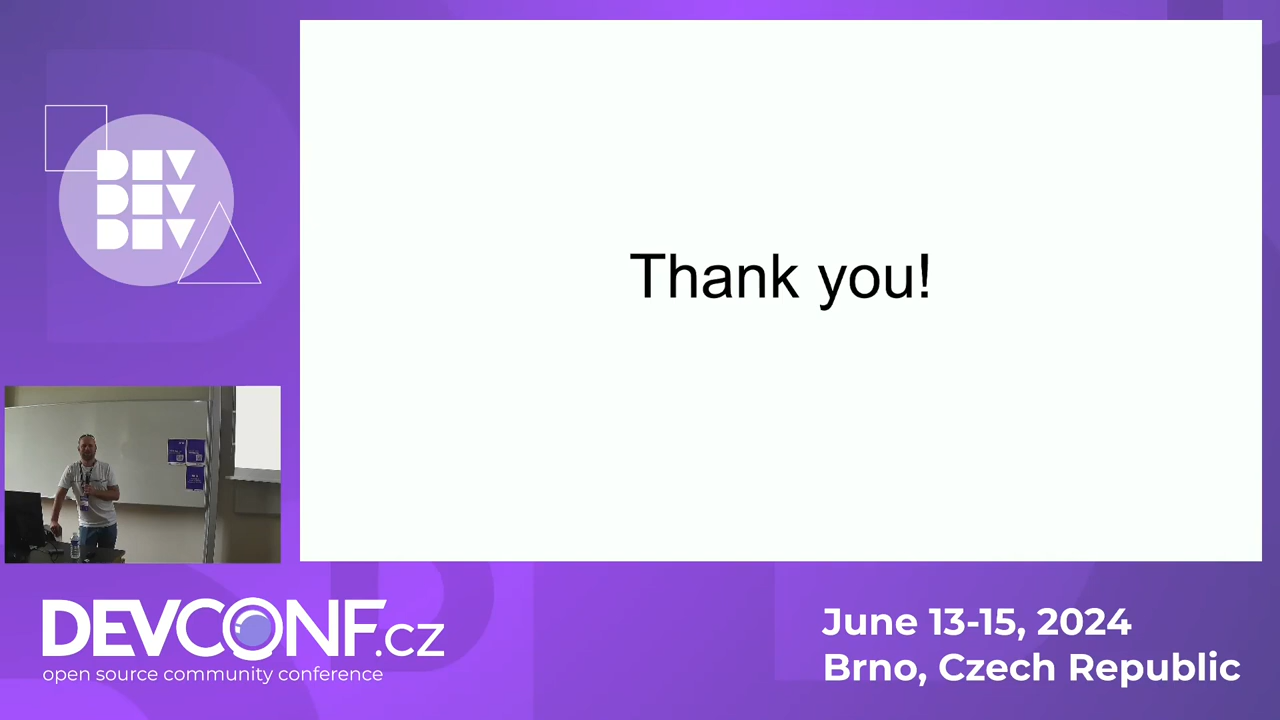 DEV
DEV
DEV
Thank you!
DEVCONF.cz
open source community conference
June 13-15, 2024
Brno, Czech Republic